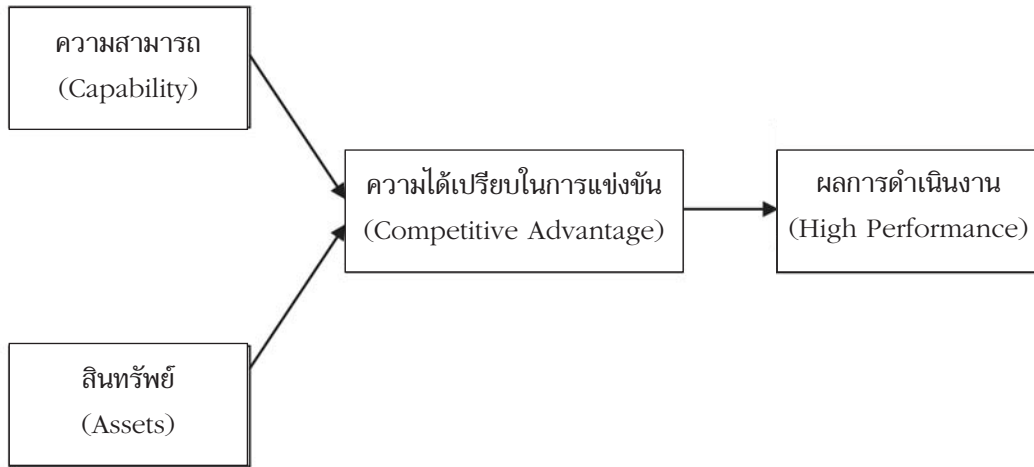 ความสามารถ
(Capability)
ความได้เปรียบในการแข่งขัน
(Competitive Advantage)
ผลการดำเนินงาน
(High Performance)
สินทรัพย์
(Assets)